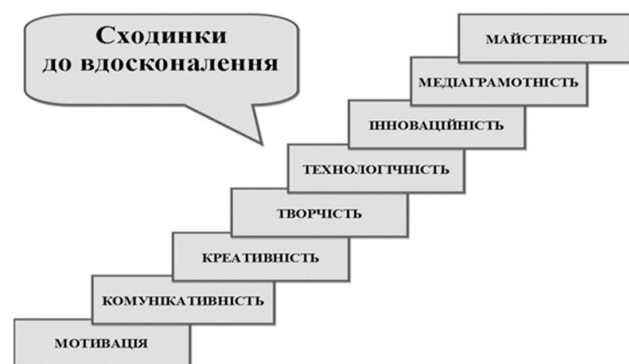 Сходинки
до вдосконалення
МАЙСТЕРНІСТЬ
МЕДІАГРАМОТНІСТЬ
ІННОВАЦІЙНІСТЬ
ТЕХНОЛОГІЧНІСТЬ
ТВОРЧІСТЬ
КРЕАТИВНІСТЬ
КОМУНІКАТИВНІСТЬ
МОТИВАЦІЯ